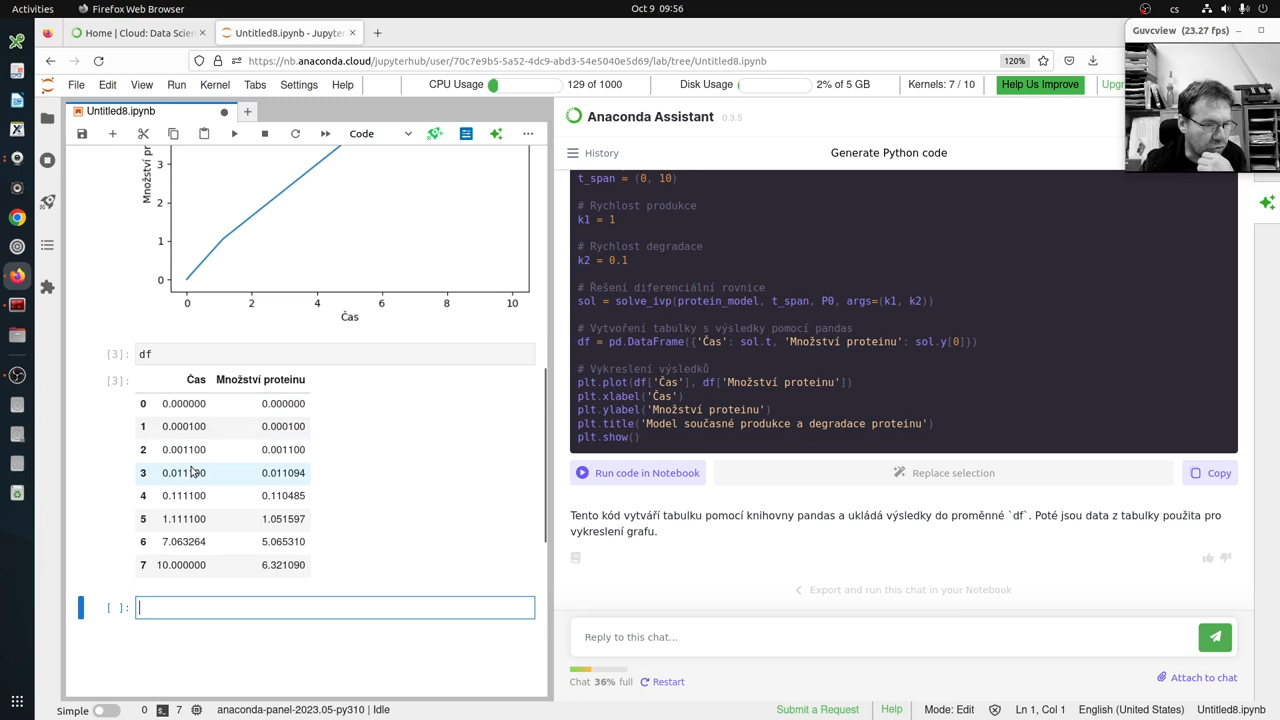 Activities
Firefox Web Browser
Oct 9 09:56
cs
Home | Cloud: Data Scien
Untitled8.ipynb - Jupyter
https://nb.anaconda.cloud/jupyterhub/user/70c7e9b5-5a52-4dc9-abd3-54e5040e5d69/lab/tree/Untitled8.ipynb
120%
Guvcview (23.27 fps)
File Edit View Run Kernel Tabs Settings Help
CPU Usage 129 of 1000
Disk Usage 2% of 5 GB
Kernels: 7 / 10
Help Us Improve
Upgr
Untitled8.ipynb
Code
Množství pr
3
2
1
0
0 2 4 6 8 10
Čas
[3]: df
[3]:
Čas Množství proteinu
0 0.000000 0.000000
1 0.000100 0.000100
2 0.001100 0.001100
3 0.011094
4 0.111100 0.110485
5 1.111100 1.051597
6 7.063264 5.065310
7 10.000000 6.321090
[ ]:
Anaconda Assistant 0.3.5
History
Generate Python code
t_span = (0, 10)
# Rychlost produkce
k1 = 1
# Rychlost degradace
k2 = 0.1
# Řešení diferenciální rovnice
sol = solve_ivp(protein_model, t_span, P0, args=(k1, k2))
# Vytvoření tabulky s výsledky pomocí pandas
df = pd.DataFrame({'Čas': sol.t, 'Množství proteinu': sol.y[0]})
# Vykreslení výsledků
plt.plot(df['Čas'], df['Množství proteinu'])
plt.xlabel('Čas')
plt.ylabel('Množství proteinu')
plt.title('Model současné produkce a degradace proteinu')
plt.show()
Run code in Notebook
Replace selection
Copy
Tento kód vytváří tabulku pomocí knihovny pandas a ukládá výsledky do proměnné `df`. Poté jsou data z tabulky použita pro
vykreslení grafu.
Export and run this chat in your Notebook
Reply to this chat...
Chat 36% full
Restart
Attach to chat
Simple
0
7
anaconda-panel-2023.05-py310 | Idle
Submit a Request
Help
Mode: Edit
Ln 1, Col 1
English (United States)
Untitled8.ipynb